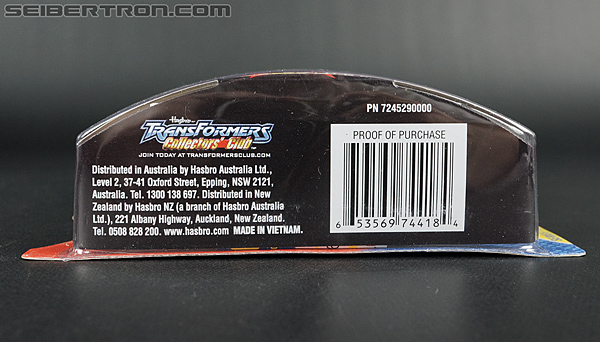 SEIBERTRON.COM
PN 7245290000
Hasbro
TRANSFORMERS
Collectors' Club
JOIN TODAY AT TRANSFORMERSCLUB.COM
Distributed in Australia by Hasbro Australia Ltd.,
Level 2, 37-41 Oxford Street, Epping, NSW 2121,
Australia. Tel. 1300 138 697. Distributed in New
Zealand by Hasbro NZ (a branch of Hasbro Australia
Ltd.), 221 Albany Highway, Auckland, New Zealand.
Tel. 0508 828 200. www.hasbro.com. MADE IN VIETNAM.
PROOF OF PURCHASE
6 53569 74418 4